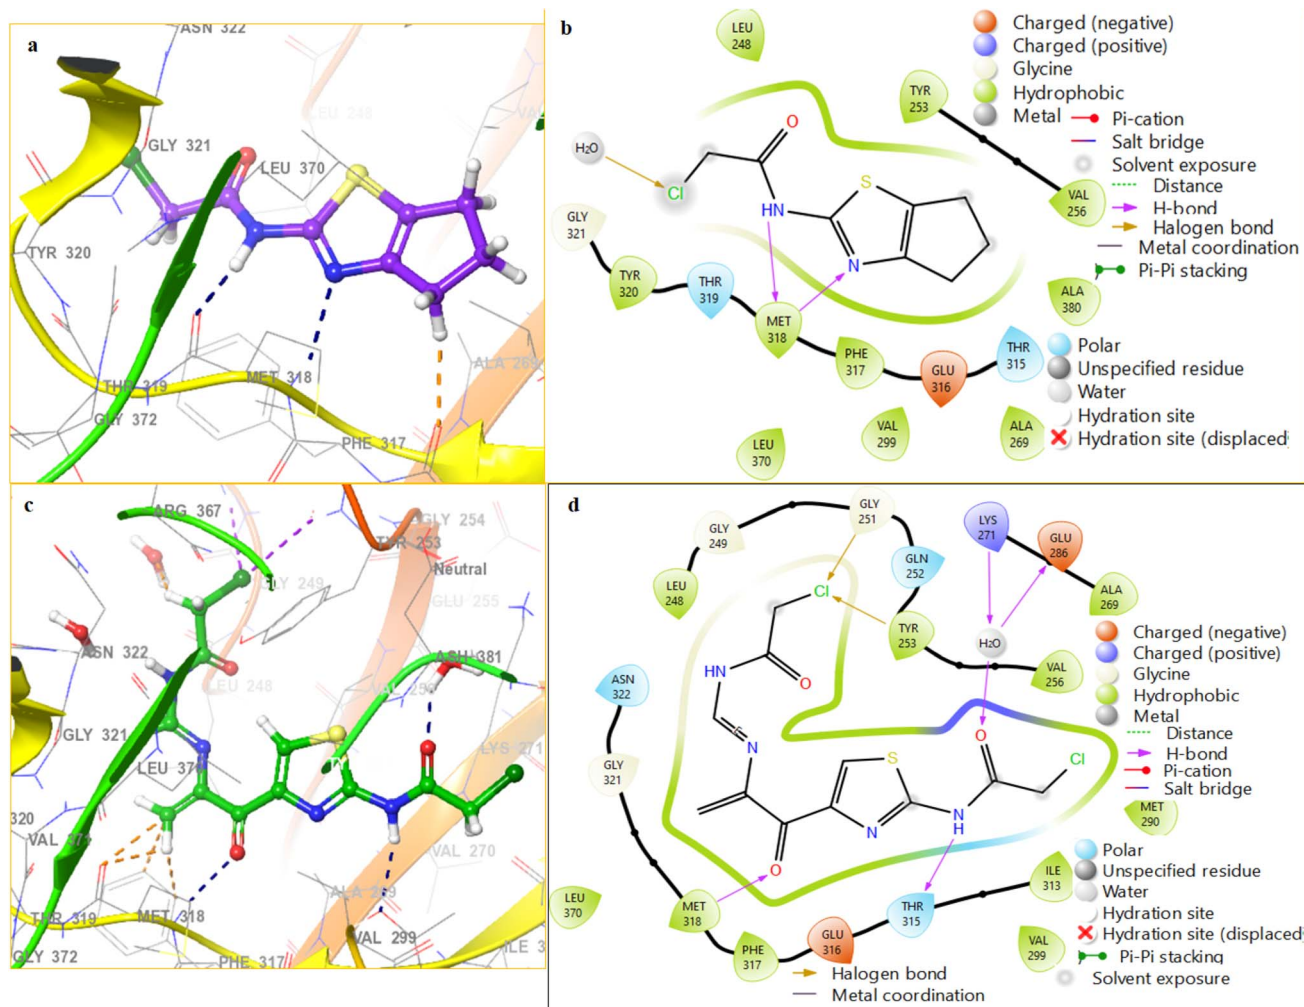 a
ASN 322
LEU 248
GLY 321
LEU 370
TYR 320
ALA 269
THR 319
MET 318
GLY 372
PHE 317
b
LEU
248
TYR
253
H₂O
O
Cl
HN
S
N
GLY
321
TYR
320
THR
319
MET
318
PHE
317
GLU
316
THR
315
VAL
256
ALA
380
LEU
370
VAL
299
ALA
269
Charged (negative)
Charged (positive)
Glycine
Hydrophobic
Metal
Pi-cation
Salt bridge
Solvent exposure
Distance
H-bond
Halogen bond
Metal coordination
Pi-Pi stacking
Polar
Unspecified residue
Water
Hydration site
Hydration site (displaced
c
ARG 367
GLY 254
TYR 253
Neutral
GLY 249
GLU 255
ASN 322
ASH 381
LEU 248
GLY 321
LYS 271
320
VAL 270
THR 319
MET 318
VAL 299
GLY 372
PHE 317
d
GLY
249
GLY
251
LEU
248
GLN
252
LYS
271
GLU
286
ALA
269
Cl
TYR
253
H₂O
VAL
256
ASN
322
HN
O
N
GLY
321
S
O
Cl
N
N
H
O
MET
290
ILE
313
LEU
370
MET
318
PHE
317
GLU
316
THR
315
VAL
299
Charged (negative)
Charged (positive)
Glycine
Hydrophobic
Metal
Distance
H-bond
Pi-cation
Salt bridge
Polar
Unspecified residue
Water
Hydration site
Hydration site (displaced)
Pi-Pi stacking
Solvent exposure
Halogen bond
Metal coordination